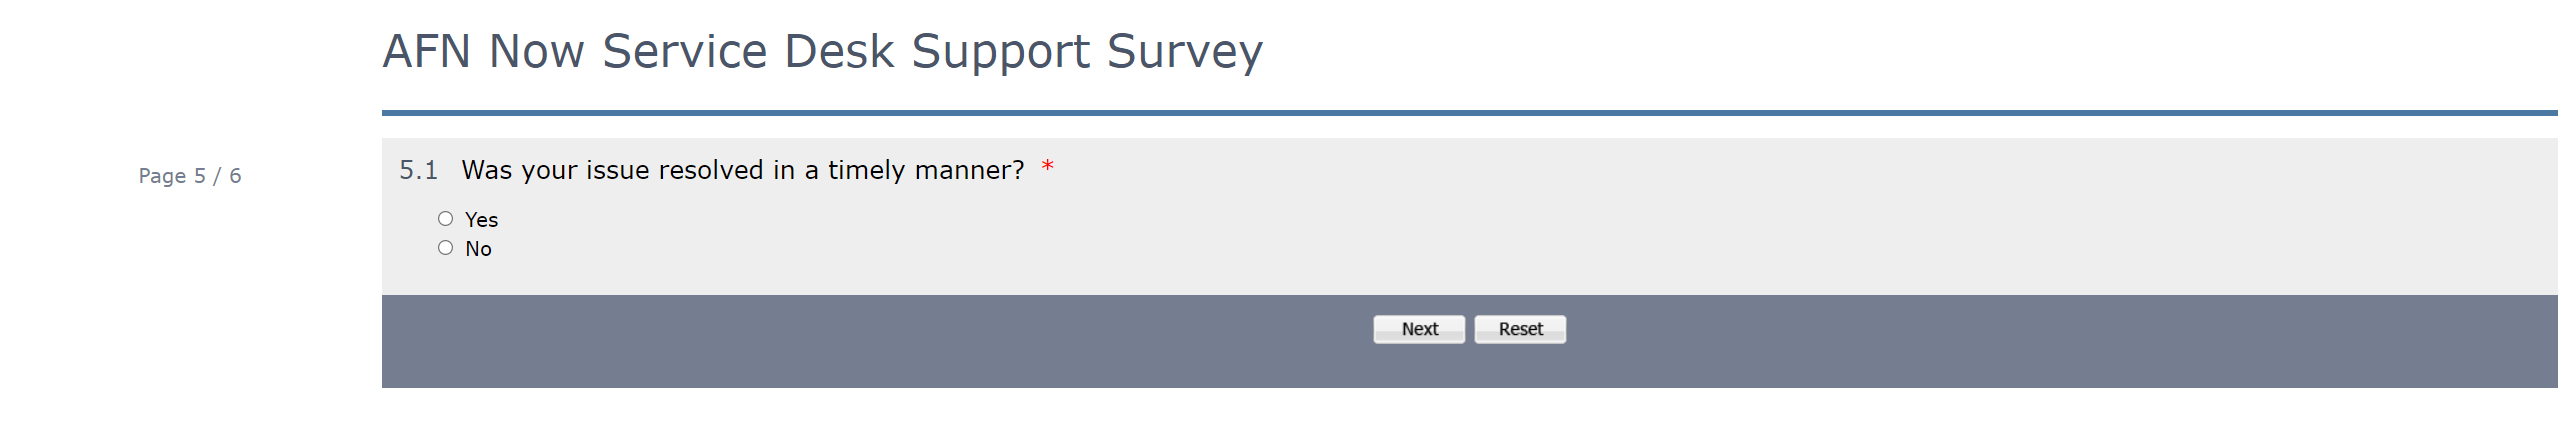 AFN Now Service Desk Support Survey
Page 5 / 6
5.1 Was your issue resolved in a timely manner? *
Yes
No
Next Reset